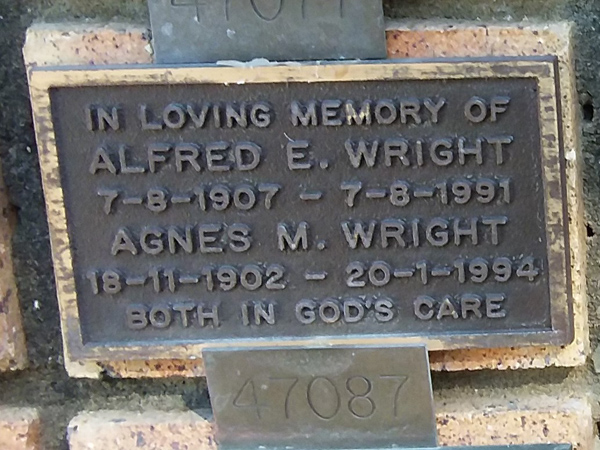 47077
IN LOVING MEMORY OF
ALFRED E. WRIGHT
7-8-1907 - 7-8-1991
AGNES M. WRIGHT
18-11-1902 - 20-1-1994
BOTH IN GOD'S CARE
47087